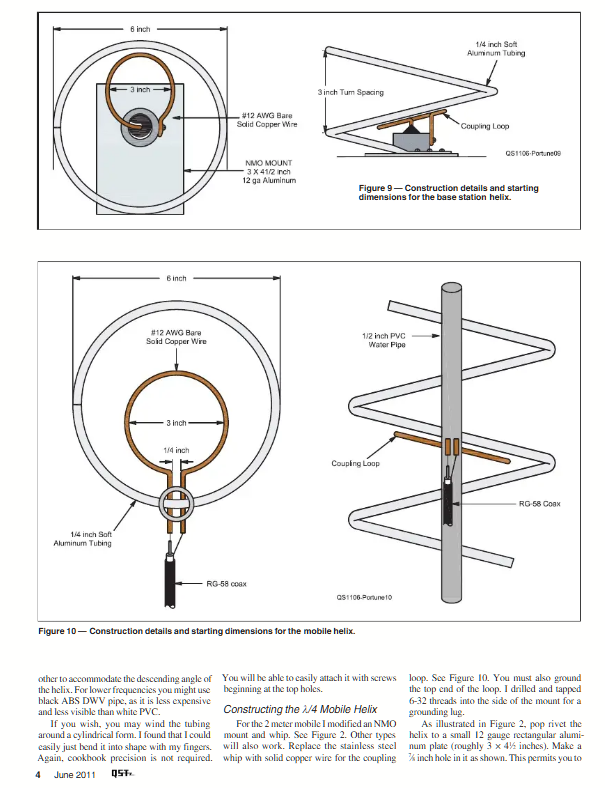 6 inch
3 inch
#12 AWG Bare
Solid Copper Wire
NMO MOUNT
3 X 41/2 inch
12 ga Aluminum
1/4 inch Soft
Aluminum Tubing
3 inch Turn Spacing
Coupling Loop
QS1106-Portune09
Figure 9 — Construction details and starting
dimensions for the base station helix.
6 inch
#12 AWG Bare
Solid Copper Wire
3 inch
1/4 inch
1/4 inch Soft
Aluminum Tubing
RG-58 coax
1/2 inch PVC
Water Pipe
Coupling Loop
RG-58 Coax
QS1106-Portune10
Figure 10 — Construction details and starting dimensions for the mobile helix.
other to accommodate the descending angle of
the helix. For lower frequencies you might use
black ABS DWV pipe, as it is less expensive
and less visible than white PVC.
If you wish, you may wind the tubing
around a cylindrical form. I found that I could
easily just bend it into shape with my fingers.
Again, cookbook precision is not required.
You will be able to easily attach it with screws
beginning at the top holes.
Constructing the λ/4 Mobile Helix
For the 2 meter mobile I modified an NMO
mount and whip. See Figure 2. Other types
will also work. Replace the stainless steel
whip with solid copper wire for the coupling
loop. See Figure 10. You must also ground
the top end of the loop. I drilled and tapped
6-32 threads into the side of the mount for a
grounding lug.
As illustrated in Figure 2, pop rivet the
helix to a small 12 gauge rectangular alumi-
num plate (roughly 3 × 4½ inches). Make a
inch hole in it as shown. This permits you to
4 June 2011 QST